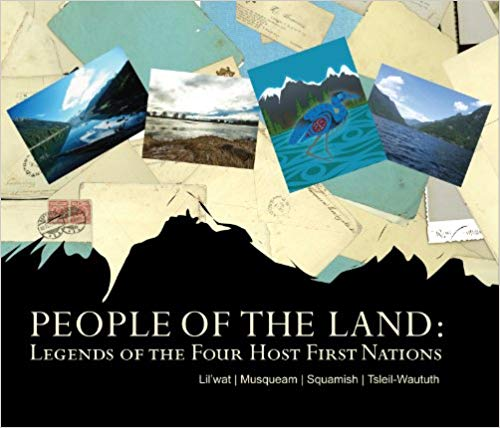 PEOPLE OF THE LAND:
LEGENDS OF THE FOUR HOST FIRST NATIONS
Lil'wat | Musqueam | Squamish | Tsleil-Waututh